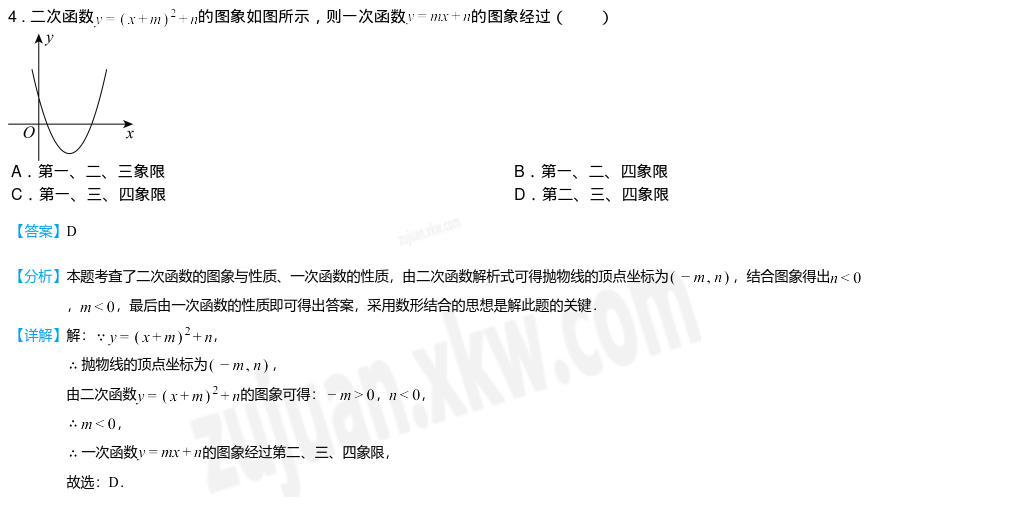 4．二次函数y=(x+m)²+n的图象如图所示，则一次函数y=mx+n的图象经过（　　）
y
O
x
A．第一、二、三象限
B．第一、二、四象限
C．第一、三、四象限
D．第二、三、四象限
【答案】D
zujuan.xkw.com
【分析】本题考查了二次函数的图象与性质、一次函数的性质，由二次函数解析式可得抛物线的顶点坐标为(−m,n)，结合图象得出n<0
，m<0，最后由一次函数的性质即可得出答案，采用数形结合的思想是解此题的关键.
【详解】解：∵y=(x+m)²+n,
∴抛物线的顶点坐标为(−m,n)，
由二次函数y=(x+m)²+n的图象可得：−m>0，n<0,
∴m<0,
∴一次函数y=mx+n的图象经过第二、三、四象限,
故选：D.
zujuan.xkw.com